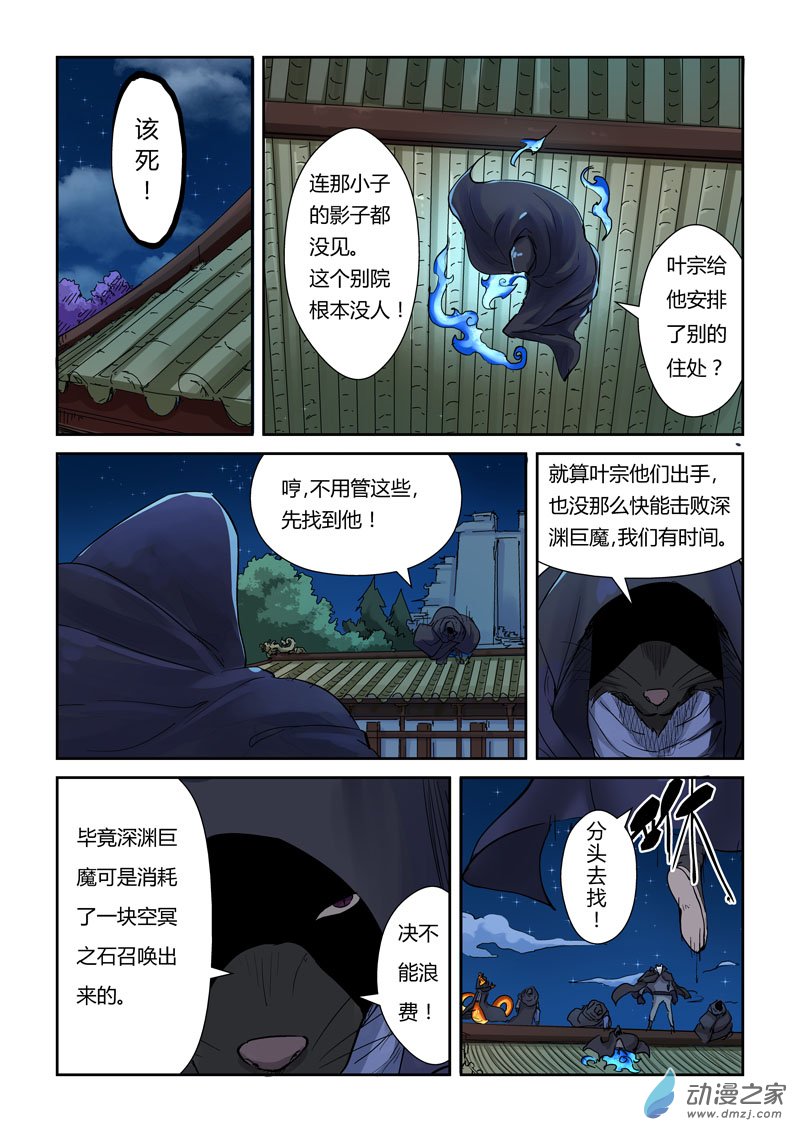 该
死！
连那小子
的影子都
没见。
这个别院
根本没人！
叶宗给
他安排
了别的
住处？
哼，不用管这些，
先找到他！
就算叶宗他们出手，
也没那么快能击败深
渊巨魔，我们有时间。
毕竟深渊巨
魔可是消耗
了一块空冥
之石召唤出
来的。
决不
能浪
费！
分
头
去
找！
动漫之家
www.dmzj.com